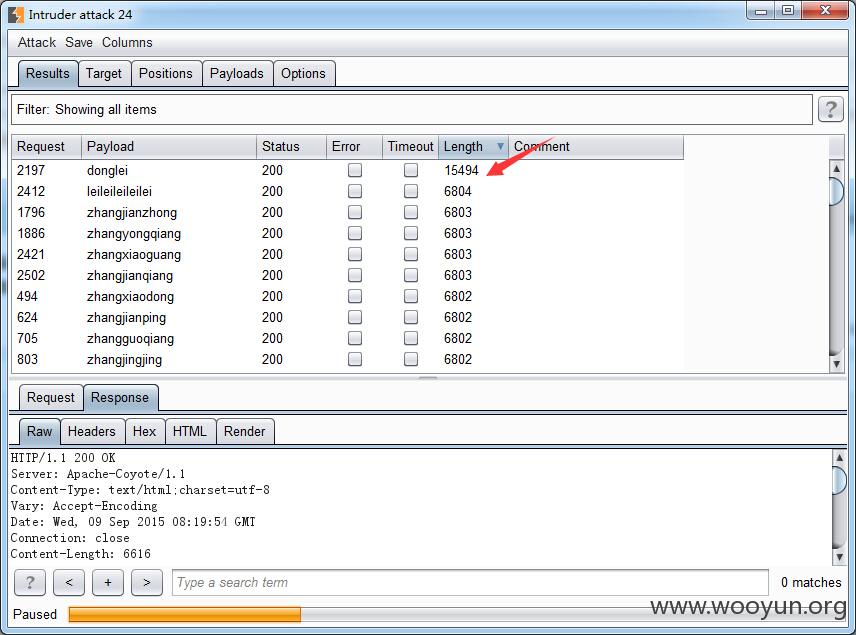 Intruder attack 24
Attack Save Columns
Results Target Positions Payloads Options
Filter: Showing all items ?
Request Payload Status Error Timeout Length Comment
2197 donglei 200 15494
2412 leileileileilei 200 6804
1796 zhangjianzhong 200 6803
1886 zhangyongqiang 200 6803
2421 zhangxiaoguang 200 6803
2502 zhangjianqiang 200 6803
494 zhangxiaodong 200 6802
624 zhangjianping 200 6802
705 zhangguoqiang 200 6802
803 zhangjingjing 200 6802
Request Response
Raw Headers Hex HTML Render
HTTP/1.1 200 OK
Server: Apache-Coyote/1.1
Content-Type: text/html;charset=utf-8
Vary: Accept-Encoding
Date: Wed, 09 Sep 2015 08:19:54 GMT
Connection: close
Content-Length: 6616
? < + > Type a search term 0 matches
Paused
www.wooyun.org